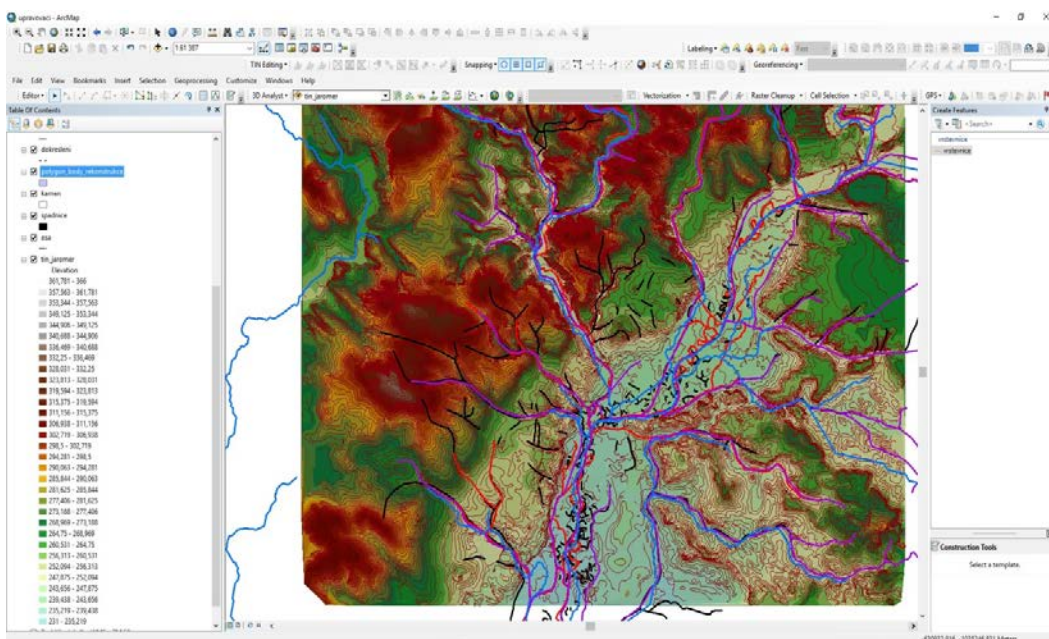 upravovaci - ArcMap
1:61 387
Labeling
Fast
TIN Editing
Snapping
Georeferencing
File Edit View Bookmarks Insert Selection Geoprocessing Customize Windows Help
Editor 3D Analyst tin_jaromer Vectorization Raster Cleanup Cell Selection GPS
Table Of Contents
Create Features
<Search>
vrstevnice
vrstevnice
dokresleni
polygon_body_rekonstrukce
kamen
spadnice
osa
tin_jaromer
Elevation
361,781 - 366
357,563 - 361,781
353,344 - 357,563
349,125 - 353,344
344,906 - 349,125
340,688 - 344,906
336,469 - 340,688
332,25 - 336,469
328,031 - 332,25
323,813 - 328,031
319,594 - 323,813
315,375 - 319,594
311,156 - 315,375
306,938 - 311,156
302,719 - 306,938
298,5 - 302,719
294,281 - 298,5
290,063 - 294,281
285,844 - 290,063
281,625 - 285,844
277,406 - 281,625
273,188 - 277,406
268,969 - 273,188
264,75 - 268,969
260,531 - 264,75
256,313 - 260,531
252,094 - 256,313
247,875 - 252,094
243,656 - 247,875
239,438 - 243,656
235,219 - 239,438
231 - 235,219
Construction Tools
Select a template.